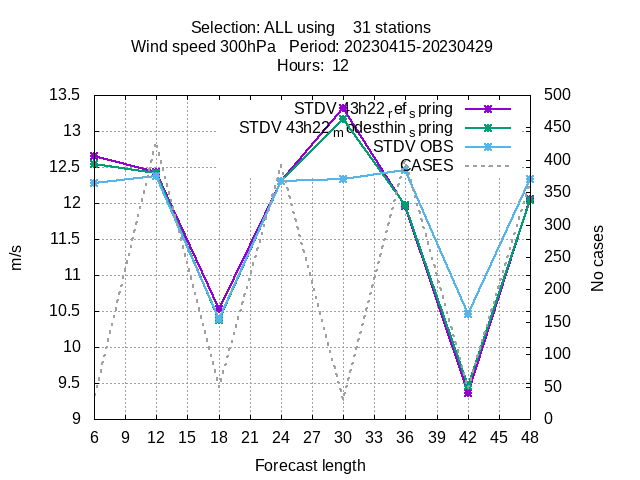 Selection: ALL using    31 stations
Wind speed 300hPa   Period: 20230415-20230429
Hours:  12
13.5
13
12.5
12
11.5
11
10.5
10
9.5
9
m/s
500
450
400
350
300
250
200
150
100
50
0
No cases
STDV 43h22ref spring
STDV 43h22modesthinspring
STDV OBS
CASES
6 9 12 15 18 21 24 27 30 33 36 39 42 45 48
Forecast length